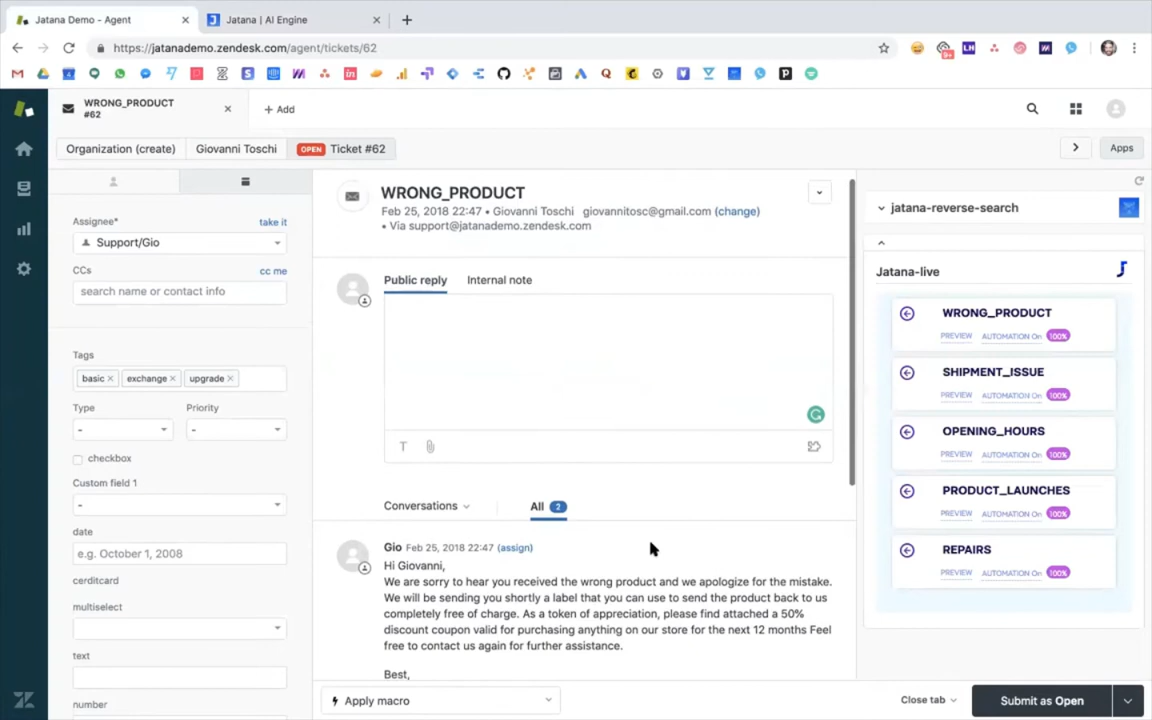 Jatana Demo - Agent
Jatana | AI Engine
https://jatanademo.zendesk.com/agent/tickets/62
WRONG_PRODUCT
#62
+ Add
Organization (create)
Giovanni Toschi
OPEN Ticket #62
Apps
Assignee*
take it
Support/Gio
CCs
cc me
search name or contact info
Tags
basic
exchange
upgrade
Type
Priority
-
-
checkbox
Custom field 1
-
date
e.g. October 1, 2008
cerditcard
multiselect
text
number
WRONG_PRODUCT
Feb 25, 2018 22:47 • Giovanni Toschi giovannitosc@gmail.com (change)
• Via support@jatanademo.zendesk.com
Public reply
Internal note
Conversations
All 2
Gio Feb 25, 2018 22:47 (assign)
Hi Giovanni,
We are sorry to hear you received the wrong product and we apologize for the mistake.
We will be sending you shortly a label that you can use to send the product back to us
completely free of charge. As a token of appreciation, please find attached a 50%
discount coupon valid for purchasing anything on our store for the next 12 months Feel
free to contact us again for further assistance.
Best,
Apply macro
Close tab
Submit as Open
jatana-reverse-search
Jatana-live
WRONG_PRODUCT
PREVIEW AUTOMATION On 100%
SHIPMENT_ISSUE
PREVIEW AUTOMATION On 100%
OPENING_HOURS
PREVIEW AUTOMATION On 100%
PRODUCT_LAUNCHES
PREVIEW AUTOMATION On 100%
REPAIRS
PREVIEW AUTOMATION On 100%